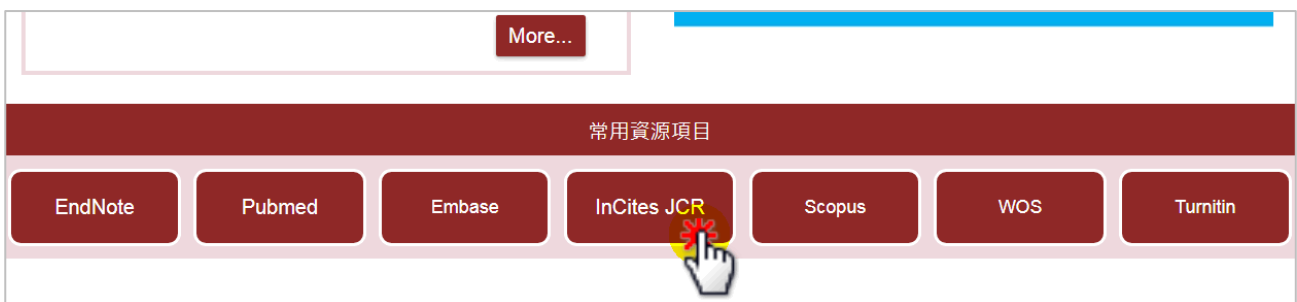 More...
常用資源項目
EndNote Pubmed Embase InCites JCR Scopus WOS Turnitin